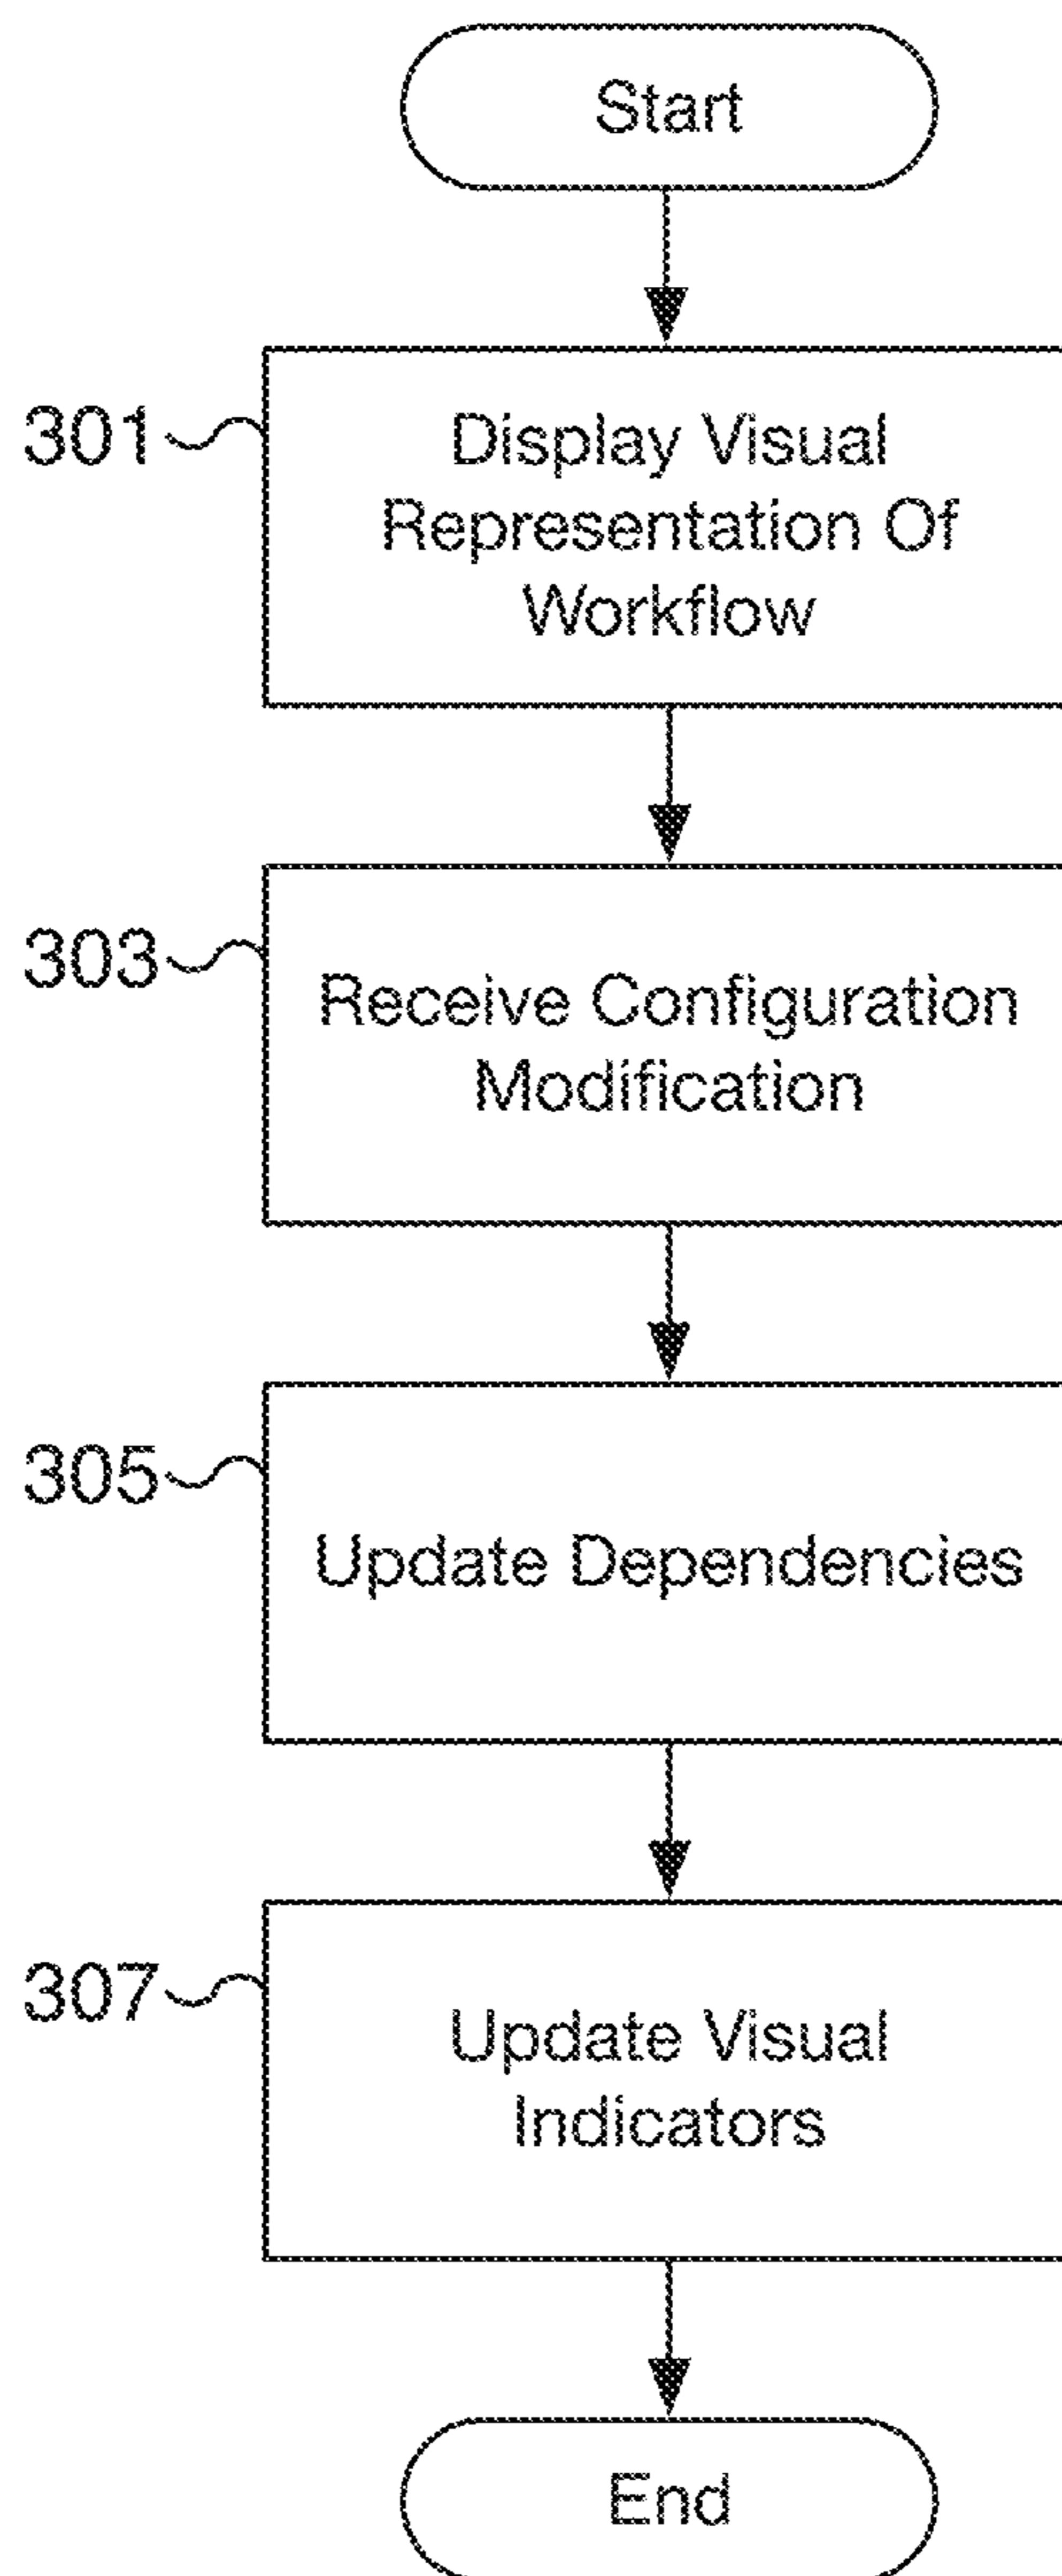 Start
301
Display Visual
Representation Of
Workflow
303
Receive Configuration
Modification
305
Update Dependencies
307
Update Visual
Indicators
End